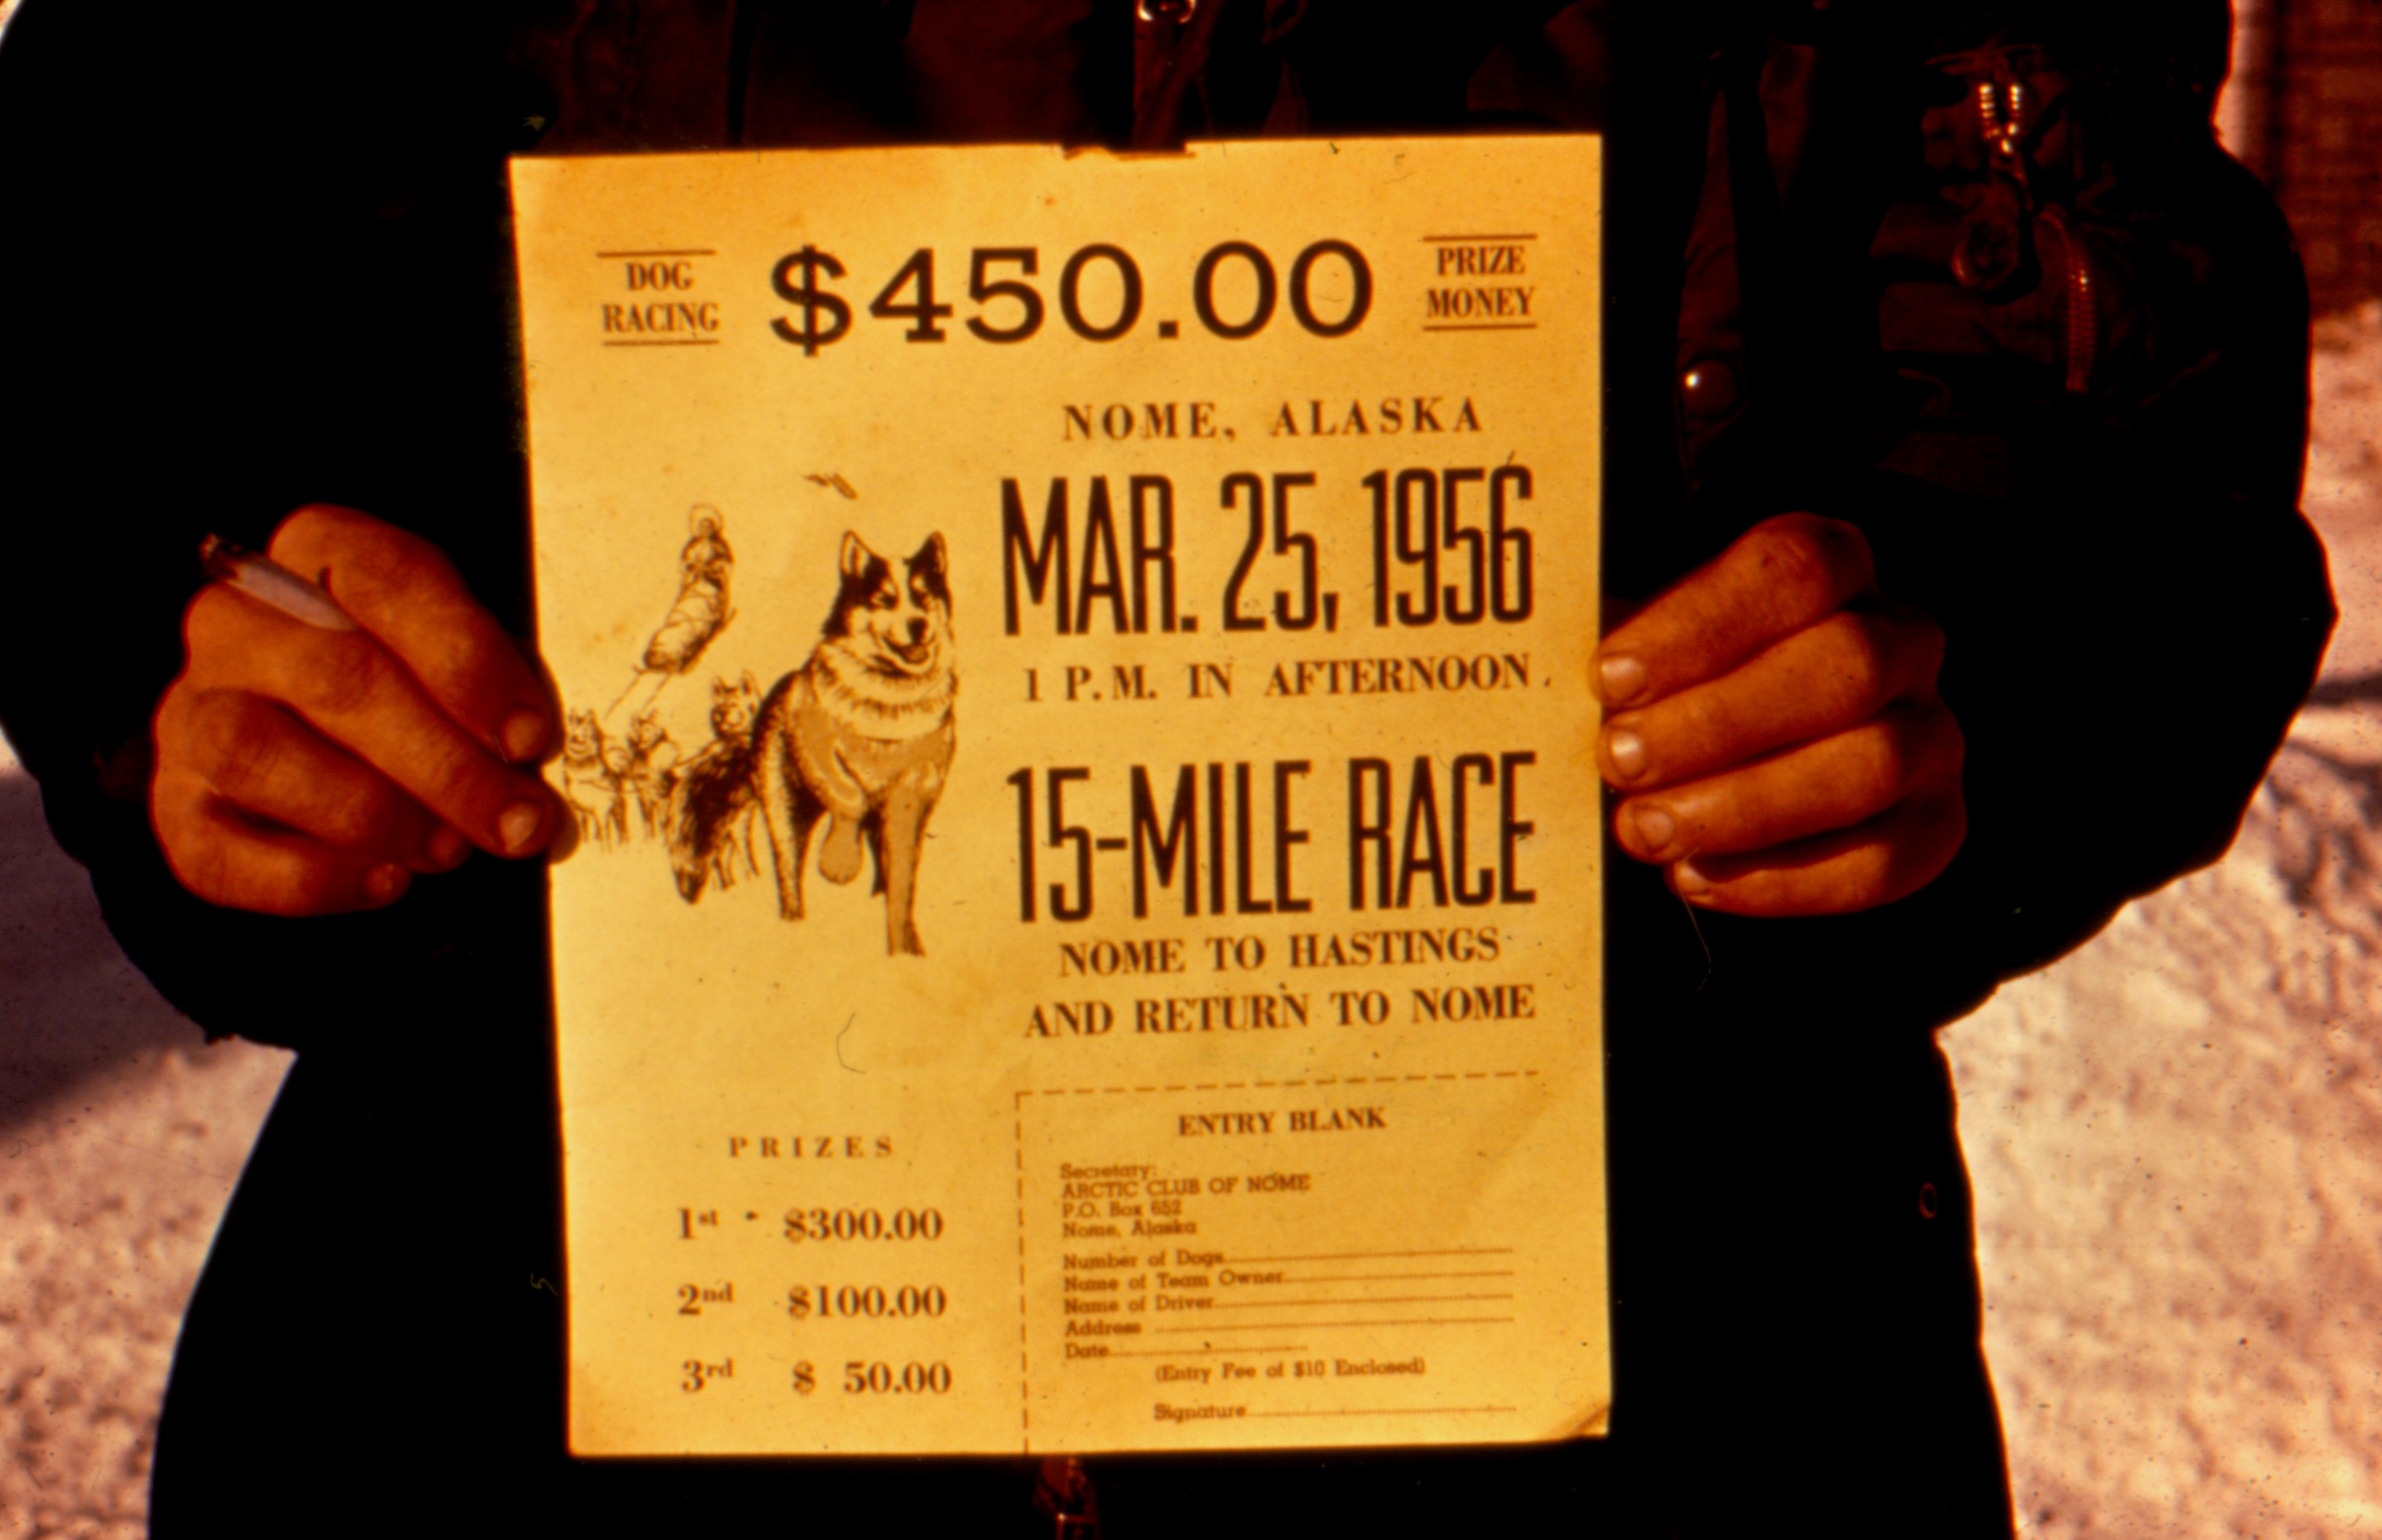 DOG
RACING
$450.00
PRIZE
MONEY
NOME, ALASKA
MAR. 25, 1956
1 P.M. IN AFTERNOON
15-MILE RACE
NOME TO HASTINGS
AND RETURN TO NOME
PRIZES
1st - $300.00
2nd $100.00
3rd $ 50.00
ENTRY BLANK
Secretary:
ARCTIC CLUB OF NOME
P.O. Box 652
Nome, Alaska
Number of Dogs
Name of Team Owner
Name of Driver
Address
Date
(Entry Fee of $10 Enclosed)
Signature